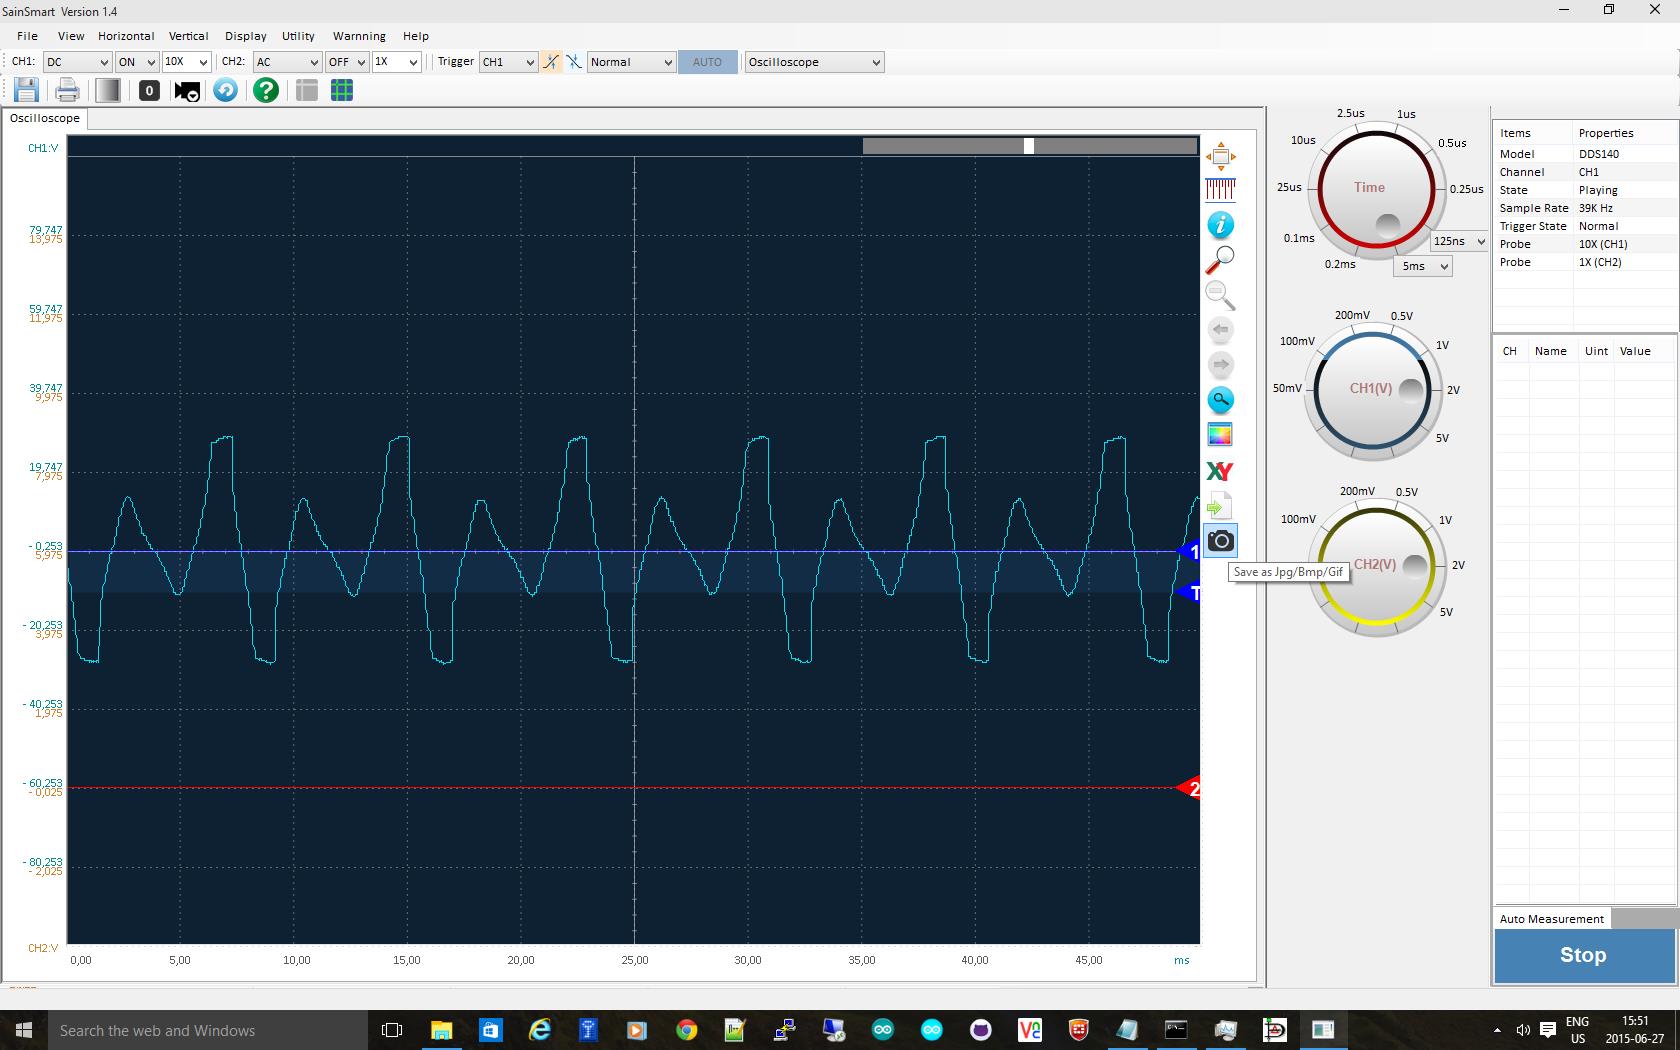 SainSmart  Version 1.4
File View Horizontal Vertical Display Utility Warnning Help
CH1: DC ON 10X CH2: AC OFF 1X Trigger CH1 Normal AUTO Oscilloscope
0
Oscilloscope
CH1:V
79,747
13,975
59,747
11,975
39,747
9,975
19,747
7,975
- 0,253
5,975
- 20,253
3,975
- 40,253
1,975
- 60,253
- 0,025
- 80,253
- 2,025
CH2:V
0,00 5,00 10,00 15,00 20,00 25,00 30,00 35,00 40,00 45,00 ms
1
T
2
XY
Save as Jpg/Bmp/Gif
2.5us 1us
10us 0.5us
Time
25us 0.25us
0.1ms 125ns
0.2ms 5ms
200mV 0.5V
100mV 1V
50mV CH1(V) 2V
5V
200mV 0.5V
100mV 1V
CH2(V) 2V
5V
Items Properties
Model DDS140
Channel CH1
State Playing
Sample Rate 39K Hz
Trigger State Normal
Probe 10X (CH1)
Probe 1X (CH2)
CH Name Uint Value
Auto Measurement
Stop
Search the web and Windows
ENG
US
15:51
2015-06-27